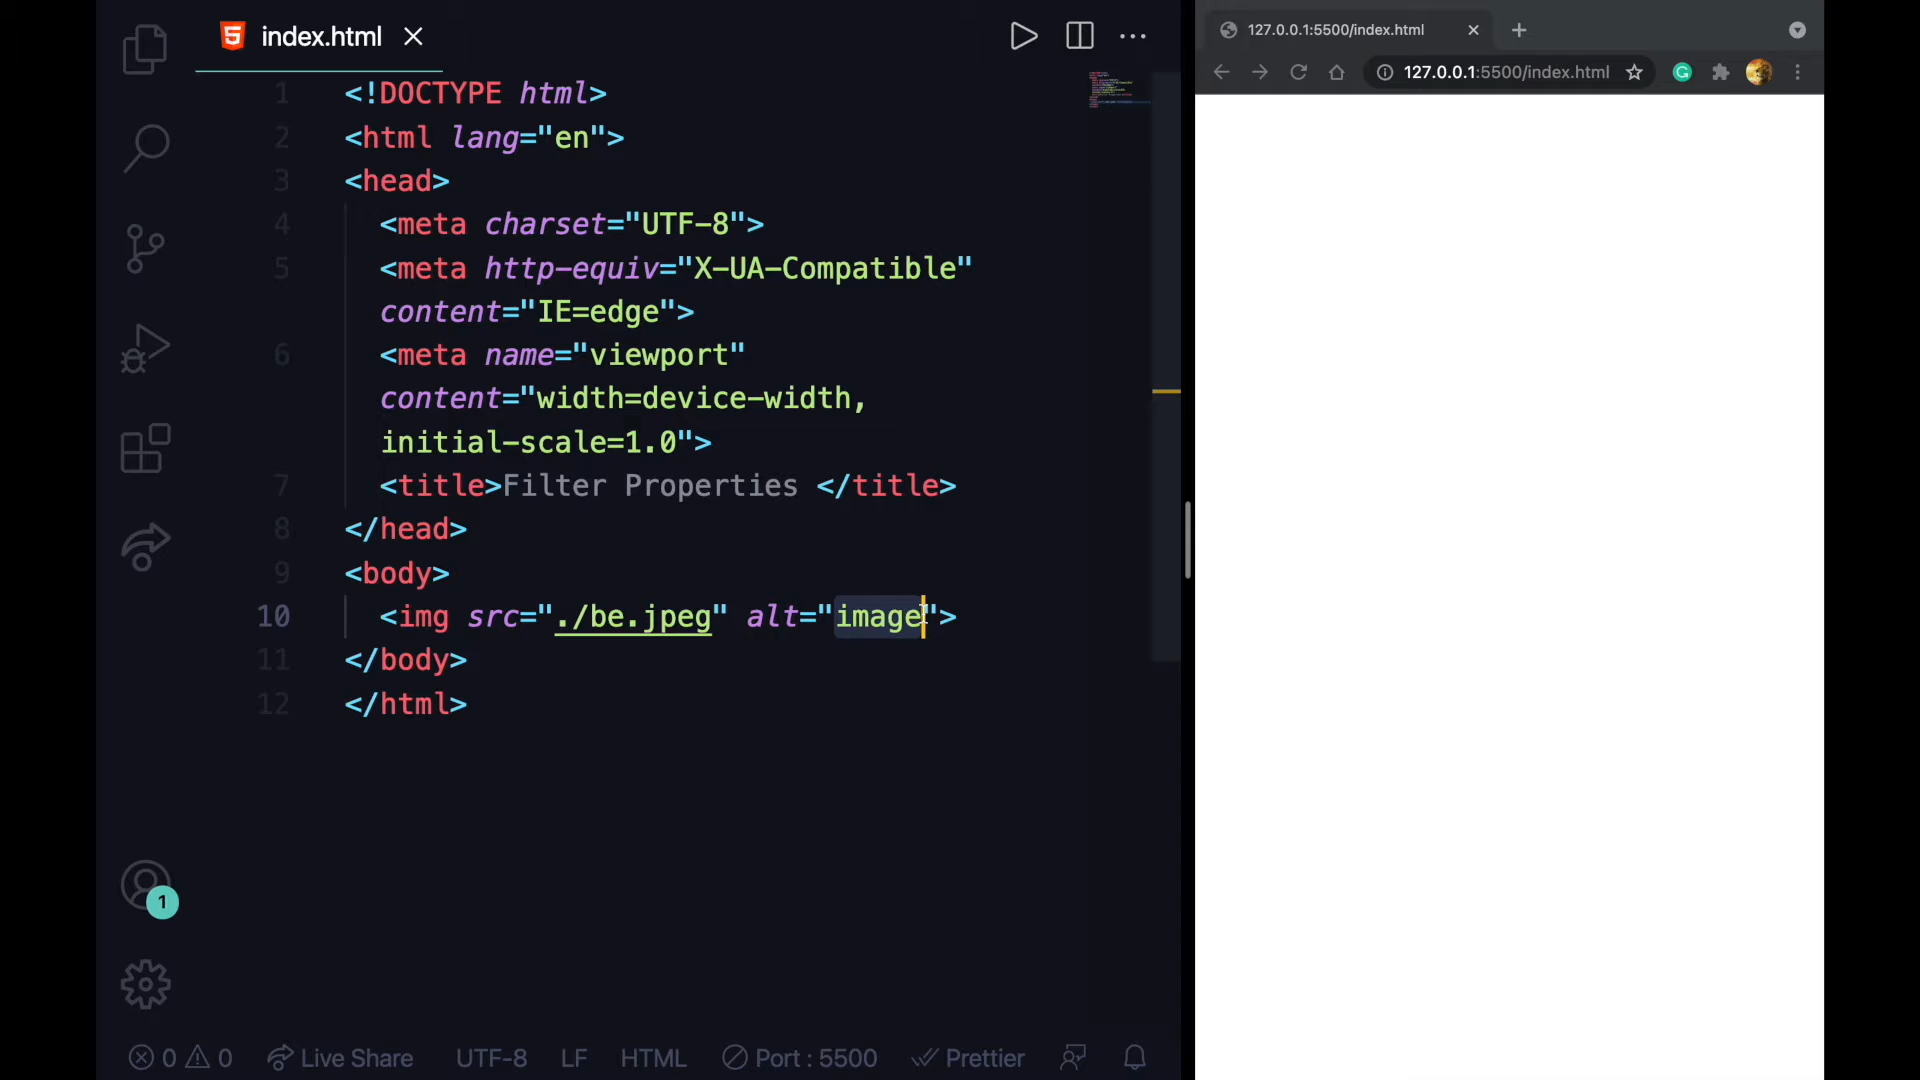 index.html
1 <!DOCTYPE html>
2 <html lang="en">
3 <head>
4 <meta charset="UTF-8">
5 <meta http-equiv="X-UA-Compatible"
content="IE=edge">
6 <meta name="viewport"
content="width=device-width,
initial-scale=1.0">
7 <title>Filter Properties </title>
8 </head>
9 <body>
10 <img src="./be.jpeg" alt="image">
11 </body>
12 </html>
1
0 0 Live Share UTF-8 LF HTML Port : 5500 Prettier
127.0.0.1:5500/index.html
127.0.0.1:5500/index.html